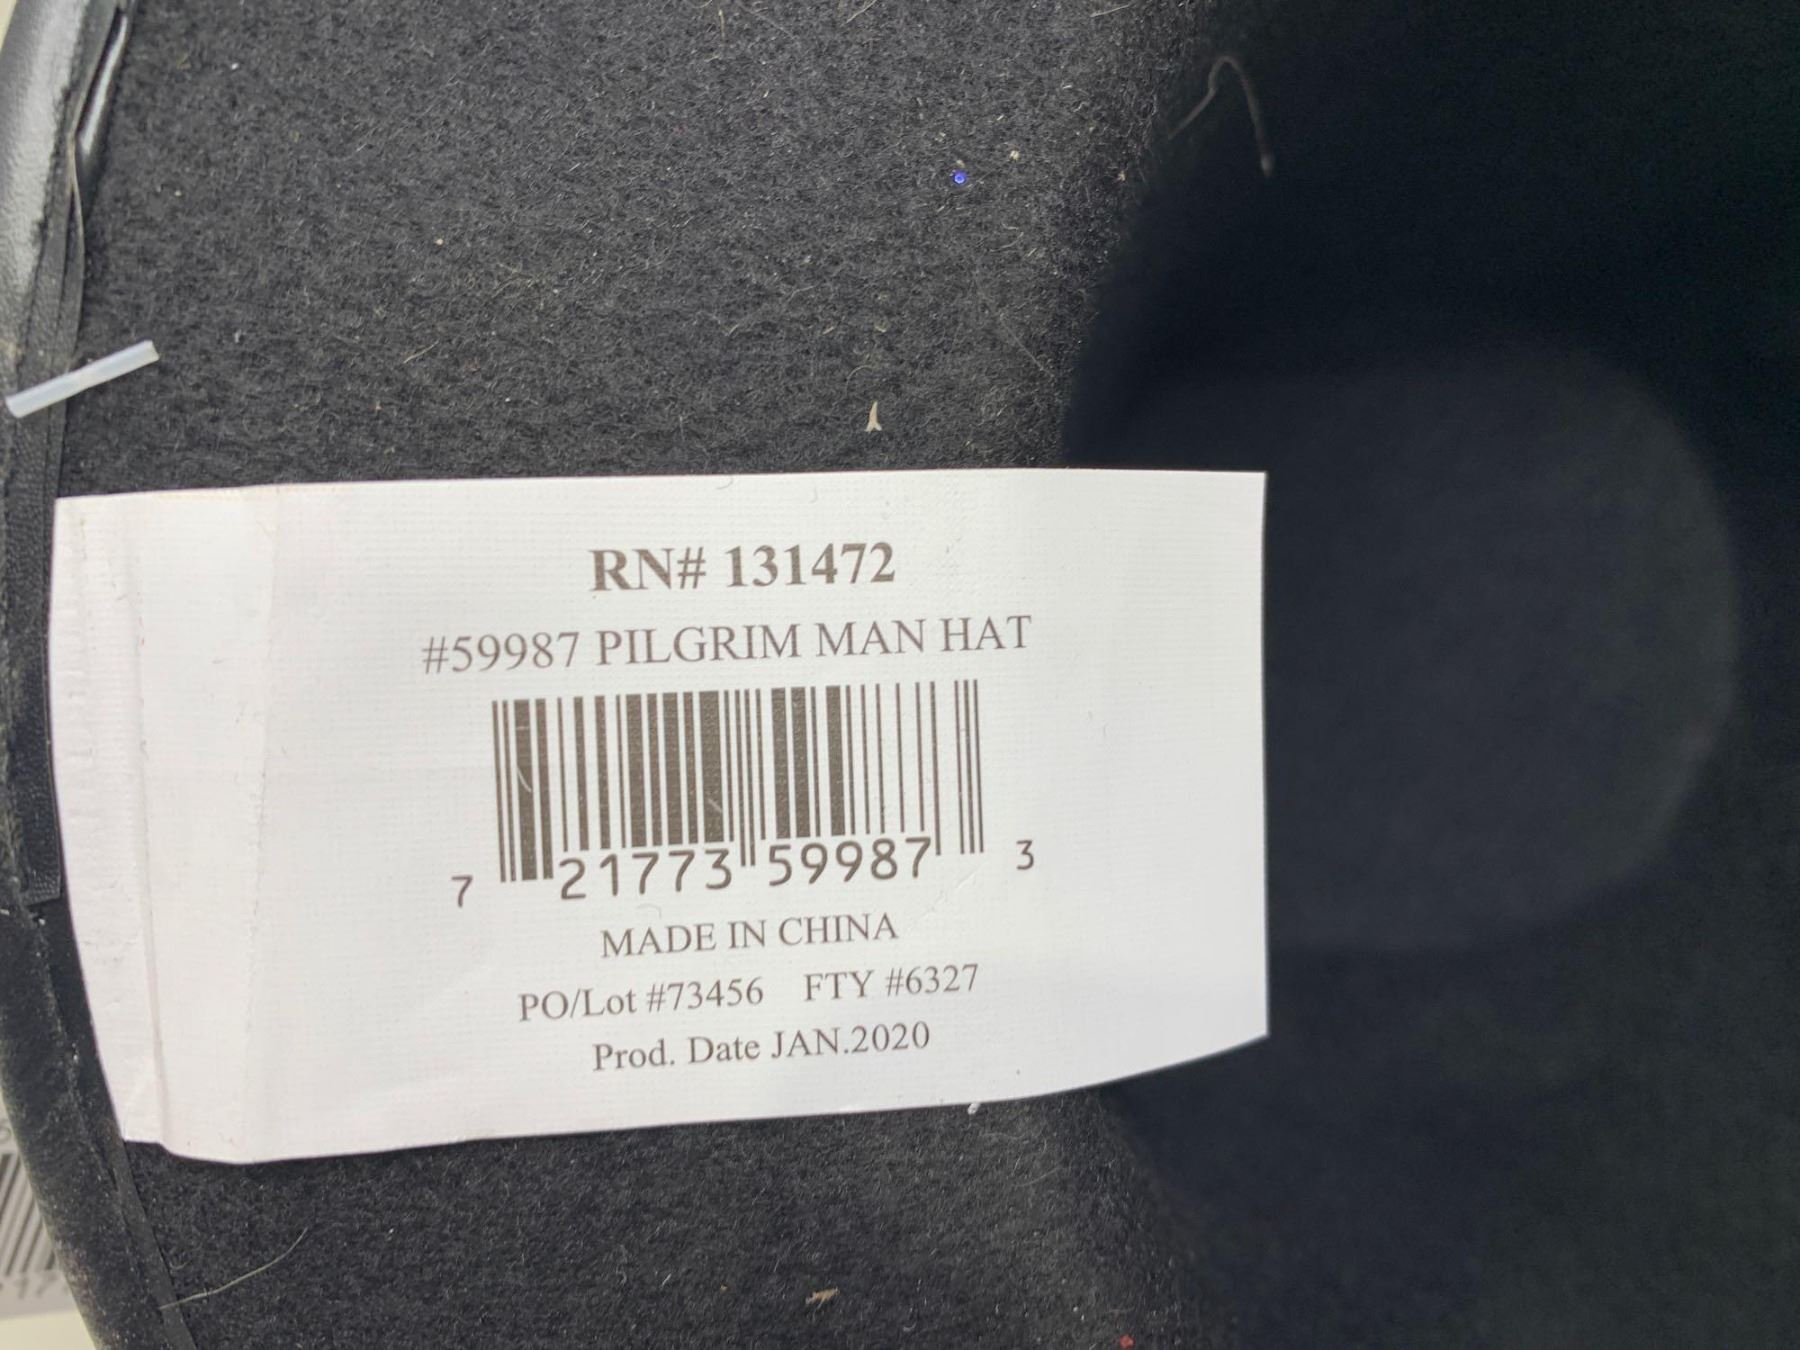 RN# 131472
#59987 PILGRIM MAN HAT
7 21773 59987 3
MADE IN CHINA
PO/Lot #73456 FTY #6327
Prod. Date JAN.2020